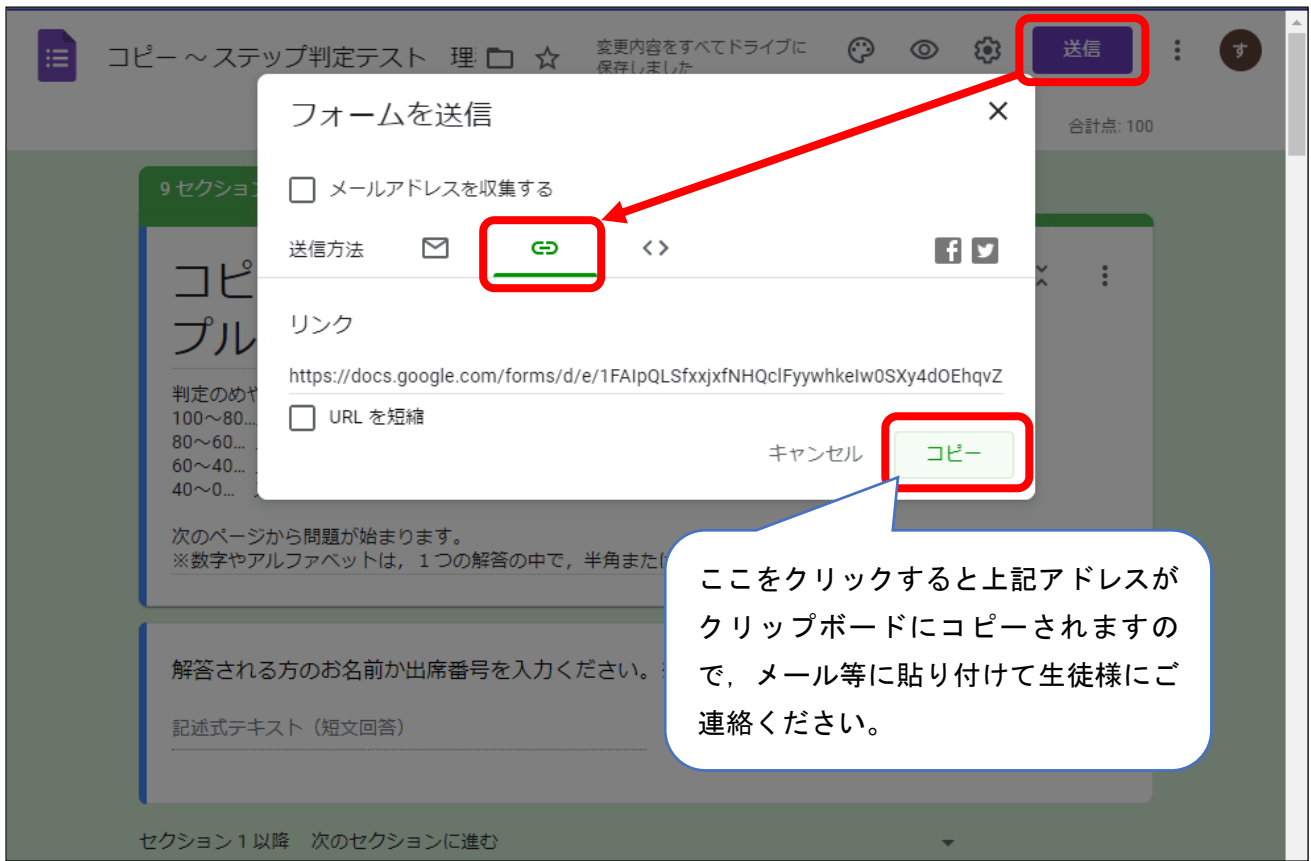 コピー ～ ステップ判定テスト 理
変更内容をすべてドライブに
保存しました
送信
す
合計点: 100
フォームを送信
9 セクション
メールアドレスを収集する
送信方法
コピ
プル
リンク
https://docs.google.com/forms/d/e/1FAIpQLSfxxjxfNHQclFyywhkeIw0SXy4dOEhqvZ
URL を短縮
キャンセル
コピー
判定のめや
100～80…
80～60…
60～40…
40～0…
次のページから問題が始まります。
※数字やアルファベットは，１つの解答の中で，半角または
ここをクリックすると上記アドレスが
クリップボードにコピーされますの
で，メール等に貼り付けて生徒様にご
連絡ください。
解答される方のお名前か出席番号を入力ください。
記述式テキスト（短文回答）
セクション 1 以降 次のセクションに進む